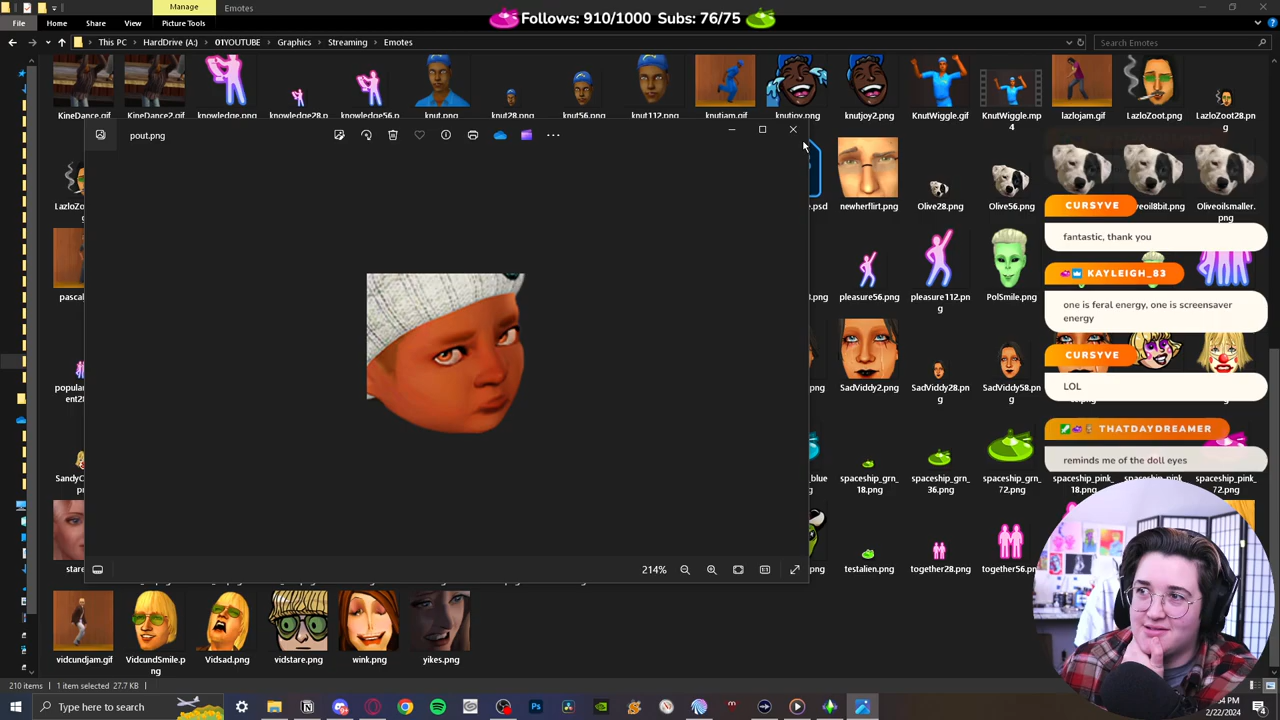 Manage
Emotes
Follows: 910/1000 Subs: 76/75
File
Home
Share
View
Picture Tools
This PC
HardDrive (A:)
01YOUTUBE
Graphics
Streaming
Emotes
Search Emotes
KineDance.gif
KineDance2.gif
knowledge.png
knowledge28.png
knowledge56.png
knut.png
knut28.png
knut56.png
knut112.png
knutjam.gif
knutjoy.png
knutjoy2.png
KnutWiggle.gif
KnutWiggle.mp4
lazlojam.gif
LazloZoot.png
LazloZoot28.png
pout.png
newherflirt.png
Olive28.png
Olive56.png
Oliveoilsmaller.png
CURSYVE
fantastic, thank you
pleasure56.png
pleasure112.png
PolSmile.png
KAYLEIGH_83
one is feral energy, one is screensaver
energy
CURSYVE
LOL
SadViddy2.png
SadViddy28.png
SadViddy58.png
THATDAYDREAMER
reminds me of the doll eyes
spaceship_grn_18.png
spaceship_grn_36.png
spaceship_grn_72.png
spaceship_pink_18.png
spaceship_pink_36.png
spaceship_pink_72.png
testalien.png
together28.png
together56.png
214%
vidcundjam.gif
VidcundSmile.png
Vidsad.png
vidstare.png
wink.png
yikes.png
210 items
1 item selected 27.7 KB
Type here to search
2/22/2024